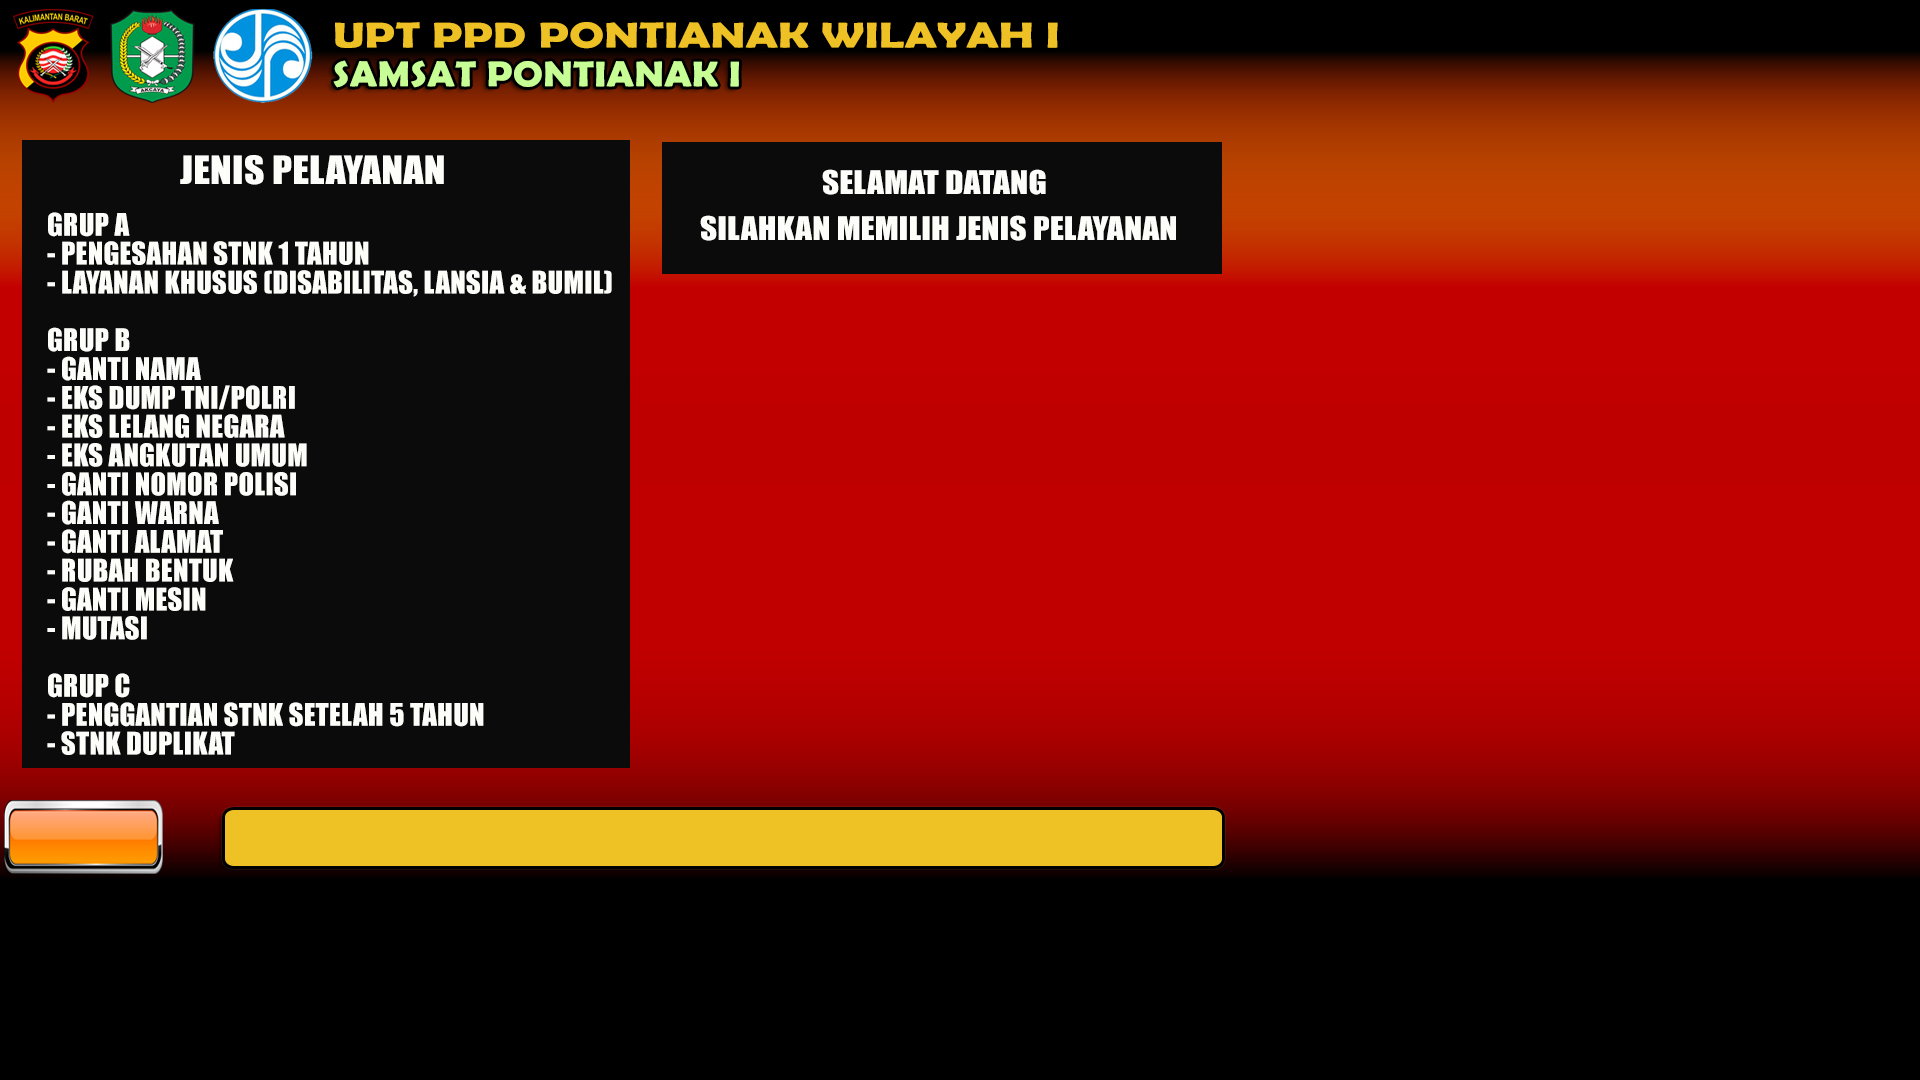 KALIMANTAN BARAT
AKCAYA
UPT PPD PONTIANAK WILAYAH I
SAMSAT PONTIANAK I
JENIS PELAYANAN
GRUP A
- PENGESAHAN STNK 1 TAHUN
- LAYANAN KHUSUS (DISABILITAS, LANSIA & BUMIL)
GRUP B
- GANTI NAMA
- EKS DUMP TNI/POLRI
- EKS LELANG NEGARA
- EKS ANGKUTAN UMUM
- GANTI NOMOR POLISI
- GANTI WARNA
- GANTI ALAMAT
- RUBAH BENTUK
- GANTI MESIN
- MUTASI
GRUP C
- PENGGANTIAN STNK SETELAH 5 TAHUN
- STNK DUPLIKAT
SELAMAT DATANG
SILAHKAN MEMILIH JENIS PELAYANAN